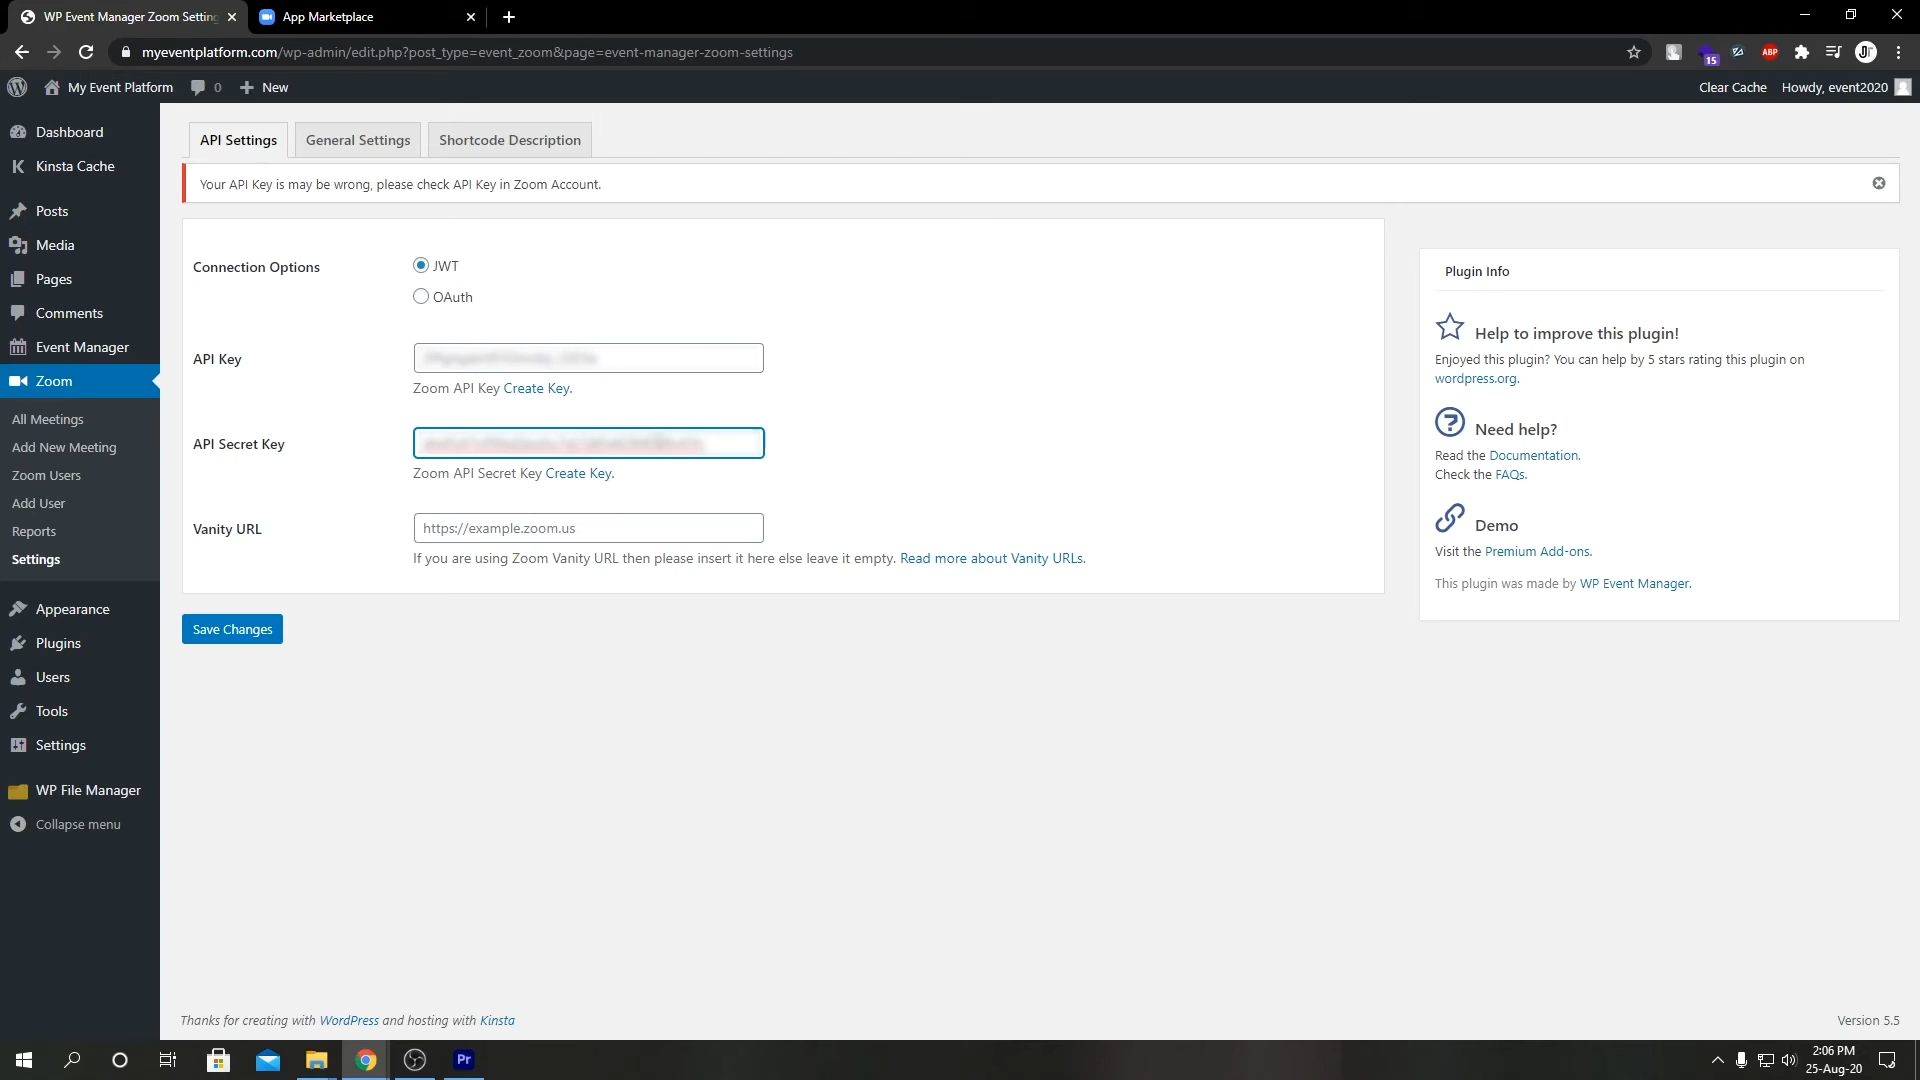 WP Event Manager Zoom Setting
App Marketplace
myeventplatform.com/wp-admin/edit.php?post_type=event_zoom&page=event-manager-zoom-settings
15
ABP
My Event Platform
0
New
Clear Cache
Howdy, event2020
Dashboard
Kinsta Cache
Posts
Media
Pages
Comments
Event Manager
Zoom
All Meetings
Add New Meeting
Zoom Users
Add User
Reports
Settings
Appearance
Plugins
Users
Tools
Settings
WP File Manager
Collapse menu
API Settings
General Settings
Shortcode Description
Your API Key is may be wrong, please check API Key in Zoom Account.
Connection Options
JWT
OAuth
API Key
Zoom API Key Create Key.
API Secret Key
Zoom API Secret Key Create Key.
Vanity URL
https://example.zoom.us
If you are using Zoom Vanity URL then please insert it here else leave it empty. Read more about Vanity URLs.
Save Changes
Plugin Info
Help to improve this plugin!
Enjoyed this plugin? You can help by 5 stars rating this plugin on
wordpress.org.
Need help?
Read the Documentation.
Check the FAQs.
Demo
Visit the Premium Add-ons.
This plugin was made by WP Event Manager.
Thanks for creating with WordPress and hosting with Kinsta
Version 5.5
Pr
2:06 PM
25-Aug-20